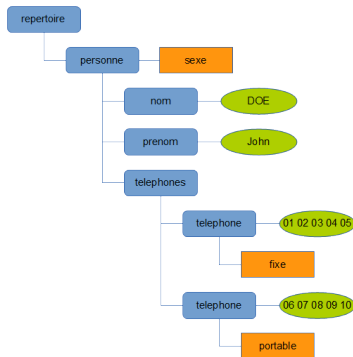 repertoire
personne
sexe
nom
DOE
prenom
John
telephones
telephone
01 02 03 04 05
fixe
telephone
06 07 08 09 10
portable